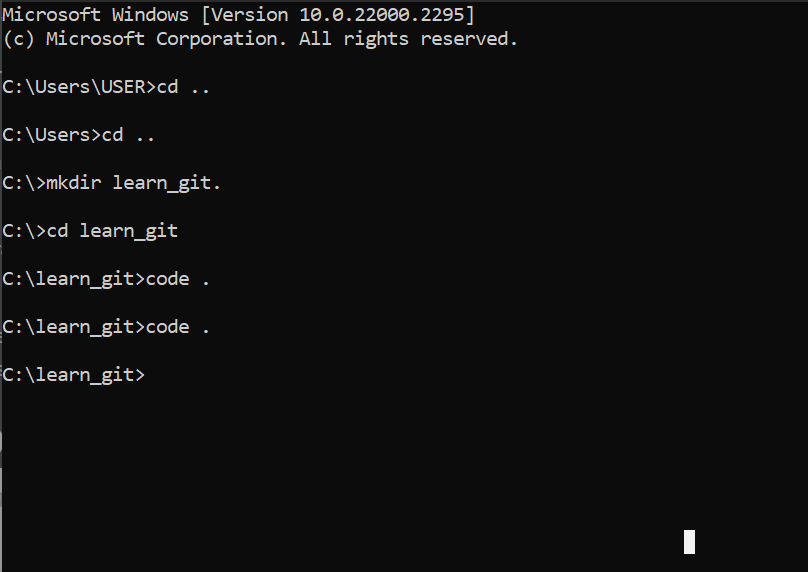 Microsoft Windows [Version 10.0.22000.2295]
(c) Microsoft Corporation. All rights reserved.
C:\Users\USER>cd ..
C:\Users>cd ..
C:\>mkdir learn_git.
C:\>cd learn_git
C:\learn_git>code .
C:\learn_git>code .
C:\learn_git>